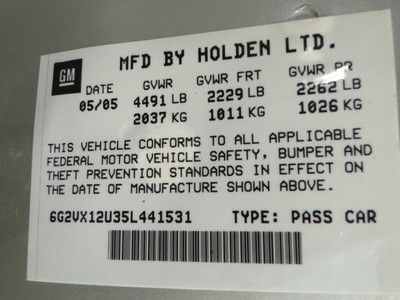 MFD BY HOLDEN LTD.
GM
DATE GVWR GVWR FRT GVWR RR
05/05 4491 LB 2229 LB 2262 LB
2037 KG 1011 KG 1026 KG
THIS VEHICLE CONFORMS TO ALL APPLICABLE
FEDERAL MOTOR VEHICLE SAFETY, BUMPER AND
THEFT PREVENTION STANDARDS IN EFFECT ON
THE DATE OF MANUFACTURE SHOWN ABOVE.
6G2VX12U35L441531 TYPE: PASS CAR